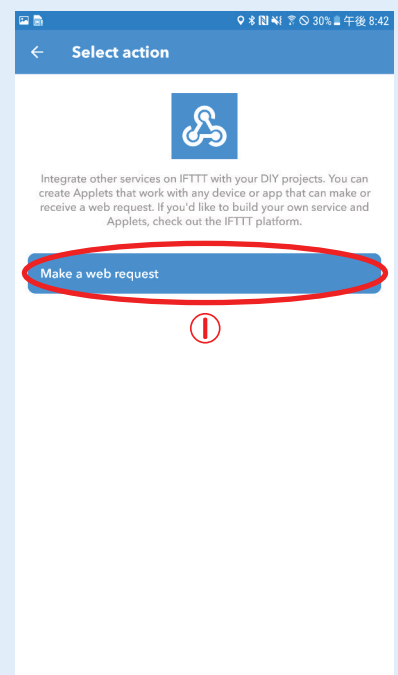 30% 午後 8:42
Select action
Integrate other services on IFTTT with your DIY projects. You can
create Applets that work with any device or app that can make or
receive a web request. If you'd like to build your own service and
Applets, check out the IFTTT platform.
Make a web request
①